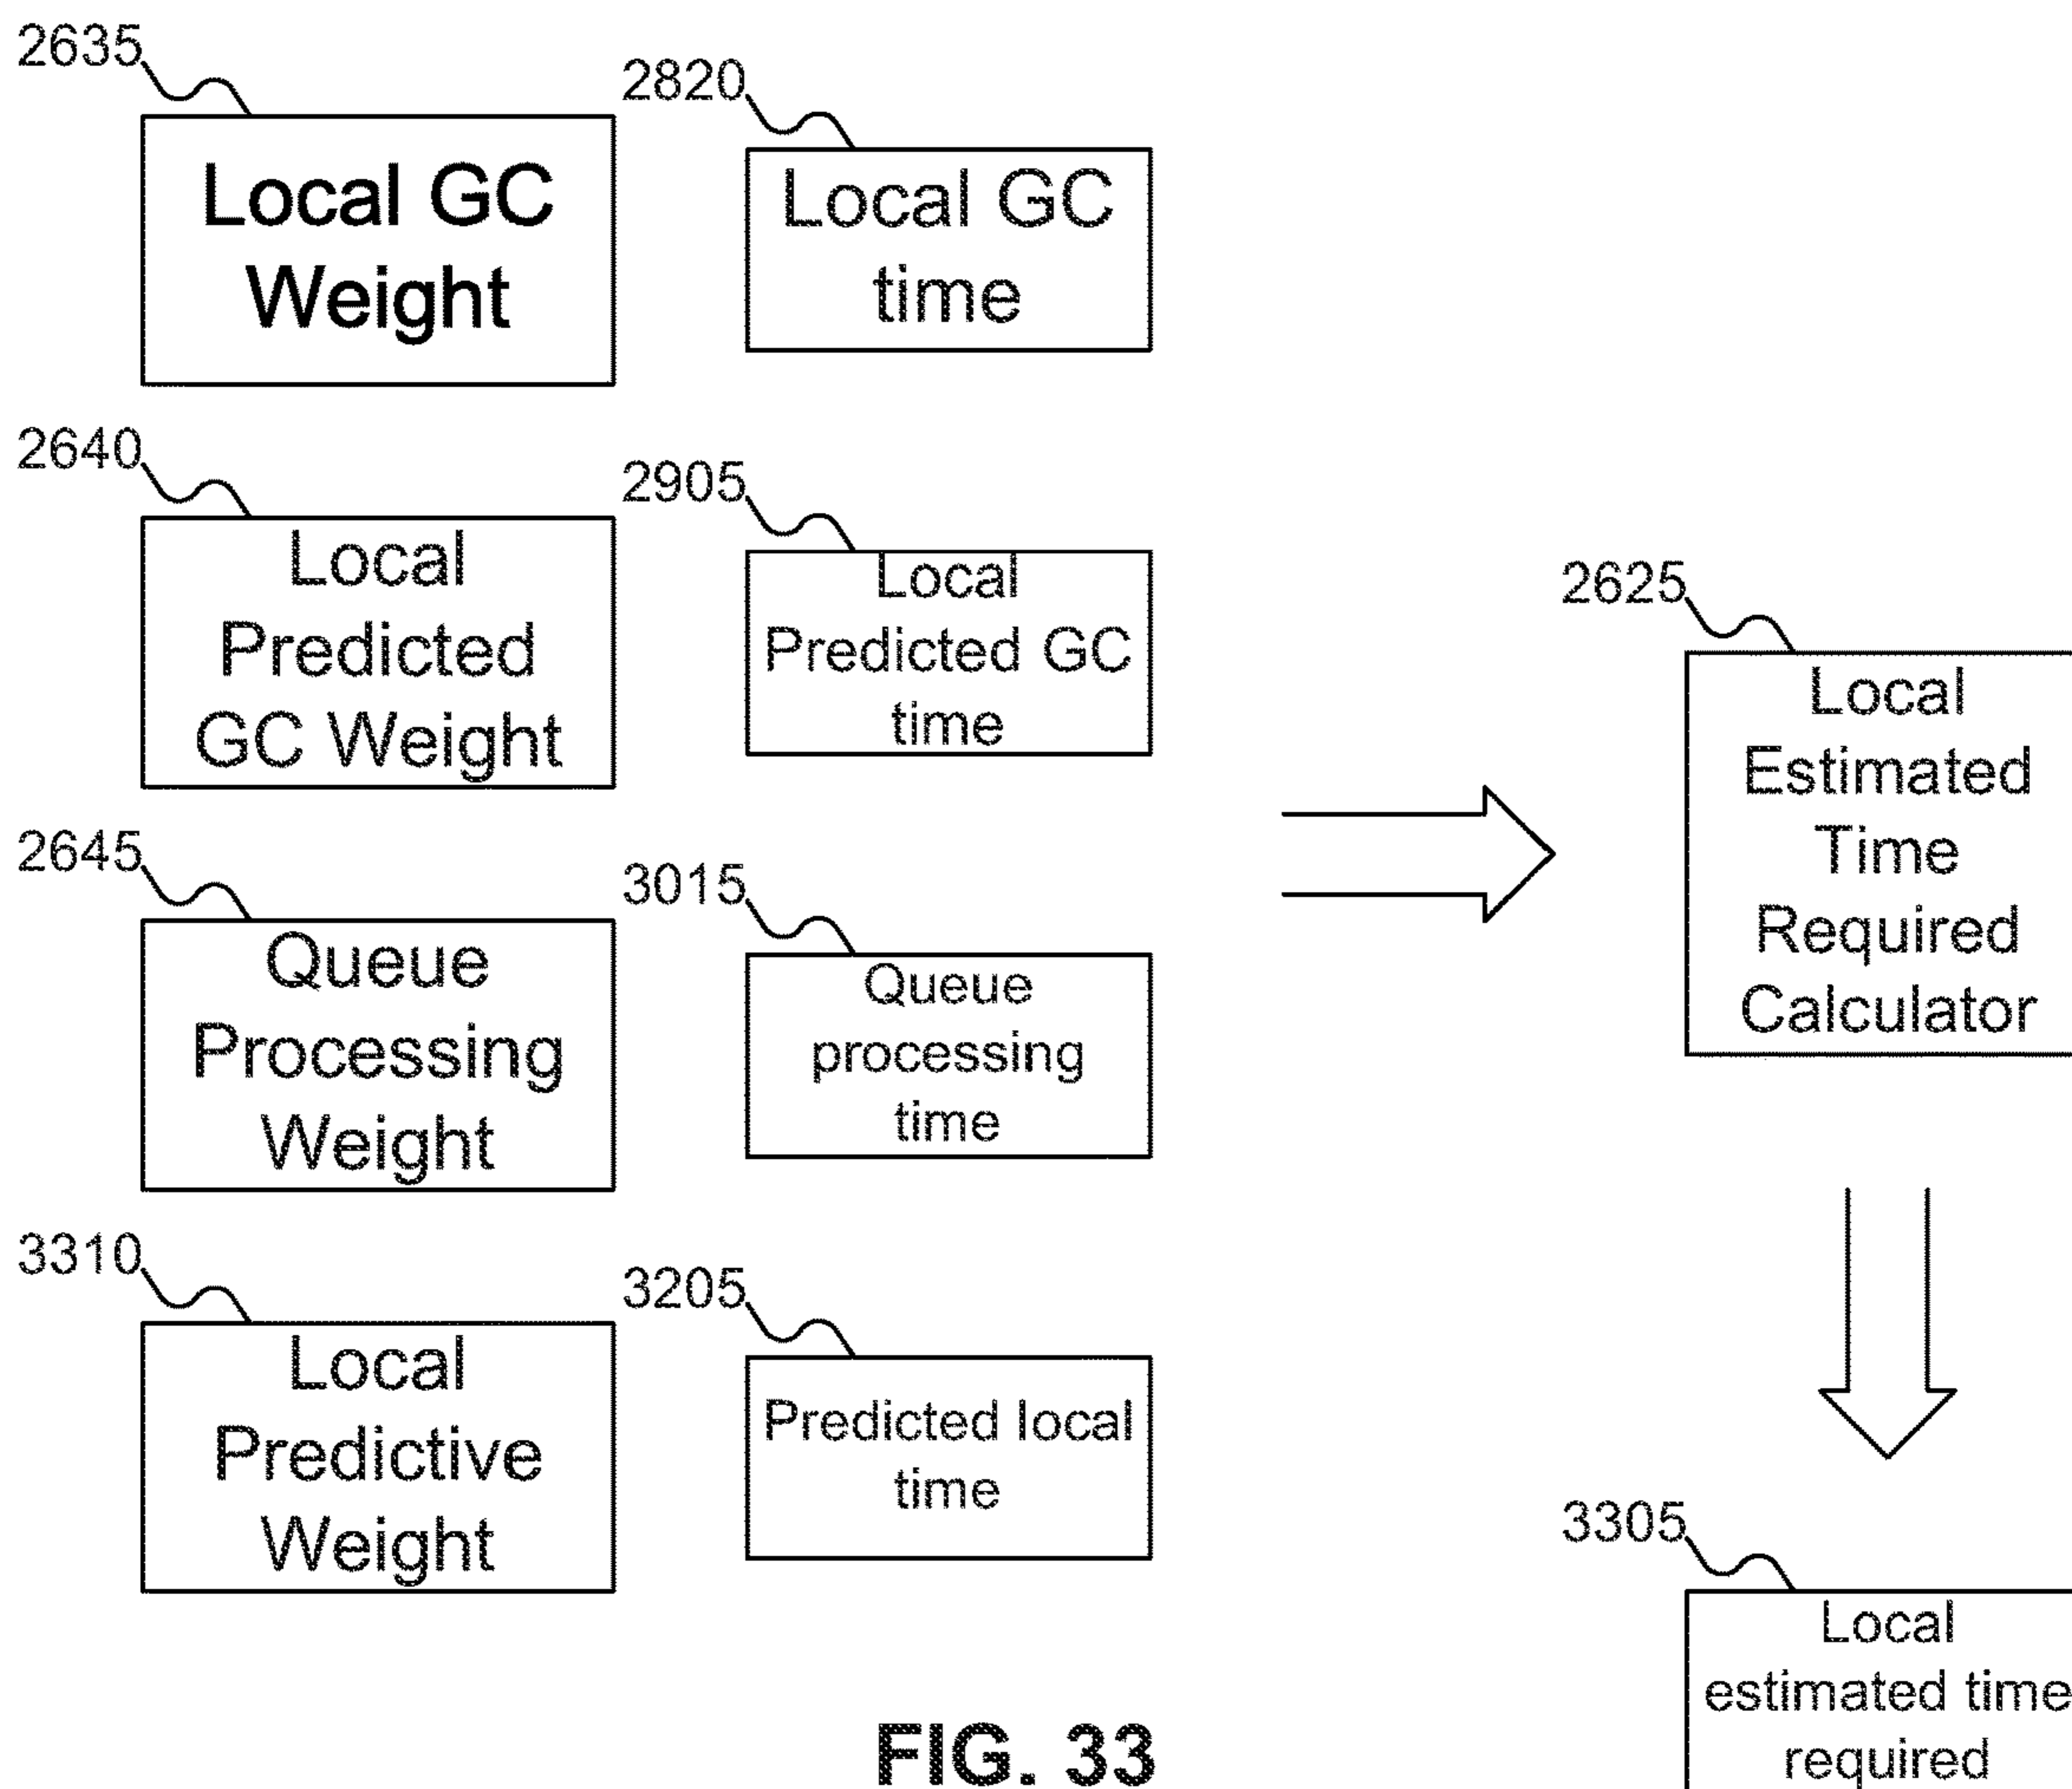 2635
Local GC
Weight
2820
Local GC
time
2640
Local
Predicted
GC Weight
2905
Local
Predicted GC
time
2645
Queue
Processing
Weight
3015
Queue
processing
time
3310
Local
Predictive
Weight
3205
Predicted local
time
2625
Local
Estimated
Time
Required
Calculator
3305
Local
estimated time
required
FIG. 33